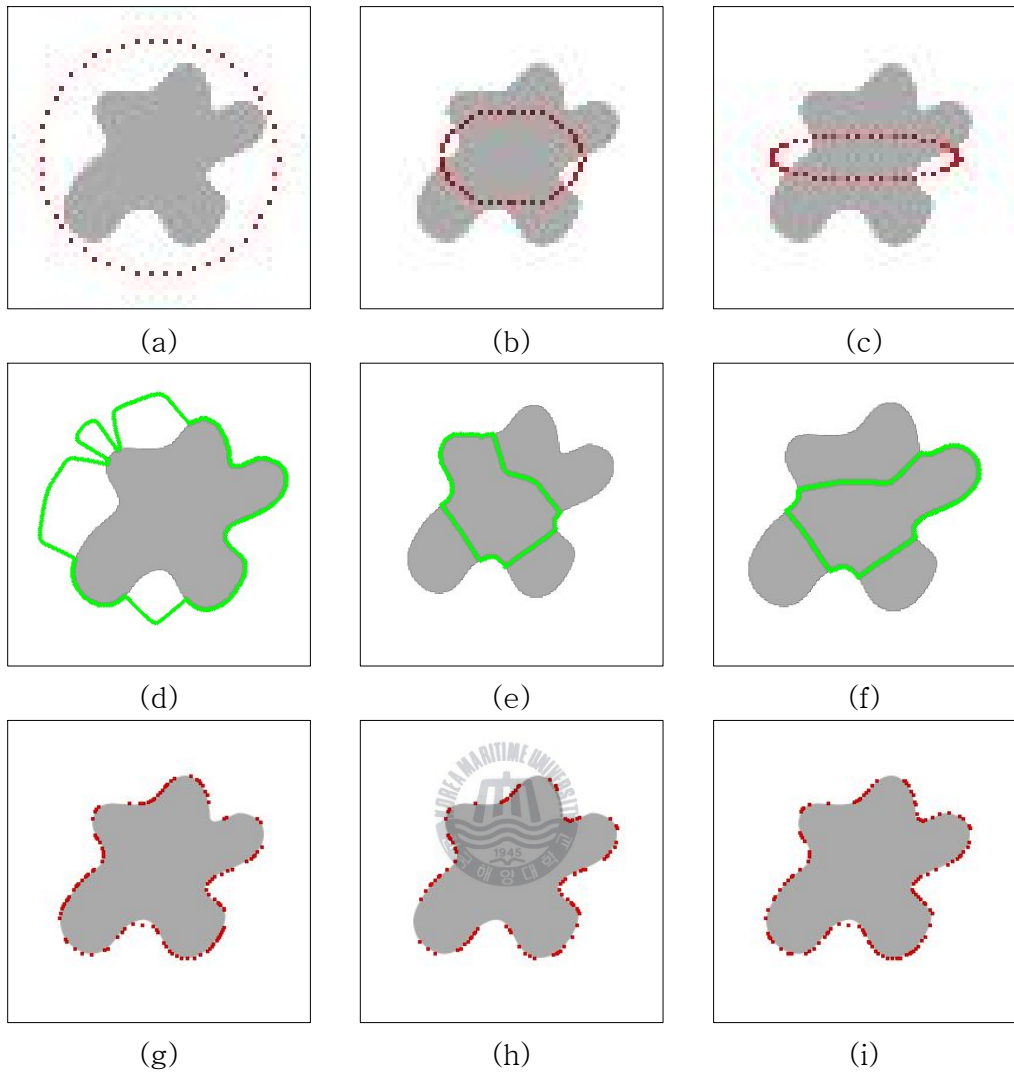 (a) (b) (c)
(d) (e) (f)
KOREA MARITIME UNIVERSITY
1945
(g) (h) (i)